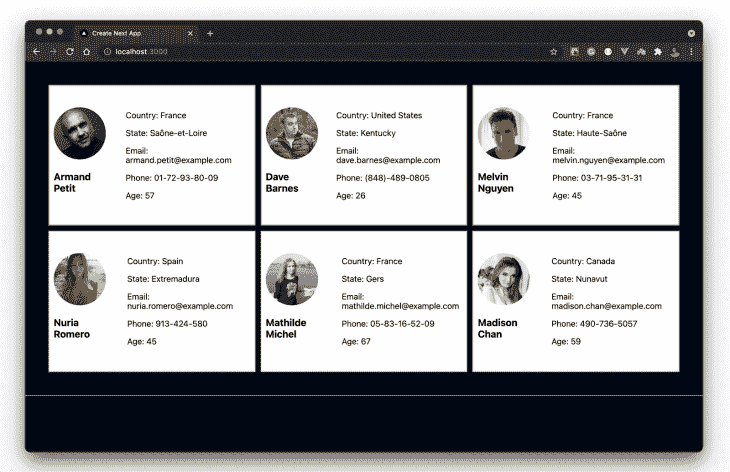 Create Next App
localhost:3000
Country: France
State: Saône-et-Loire
Email:
armand.petit@example.com
Armand
Petit
Phone: 01-72-93-80-09
Age: 57
Country: United States
State: Kentucky
Email:
dave.barnes@example.com
Dave
Barnes
Phone: (848)-489-0805
Age: 26
Country: France
State: Haute-Saône
Email:
melvin.nguyen@example.com
Melvin
Nguyen
Phone: 03-71-95-31-31
Age: 45
Country: Spain
State: Extremadura
Email:
nuria.romero@example.com
Nuria
Romero
Phone: 913-424-580
Age: 45
Country: France
State: Gers
Email:
mathilde.michel@example.com
Mathilde
Michel
Phone: 05-83-16-52-09
Age: 67
Country: Canada
State: Nunavut
Email:
madison.chan@example.com
Madison
Chan
Phone: 490-736-5057
Age: 59